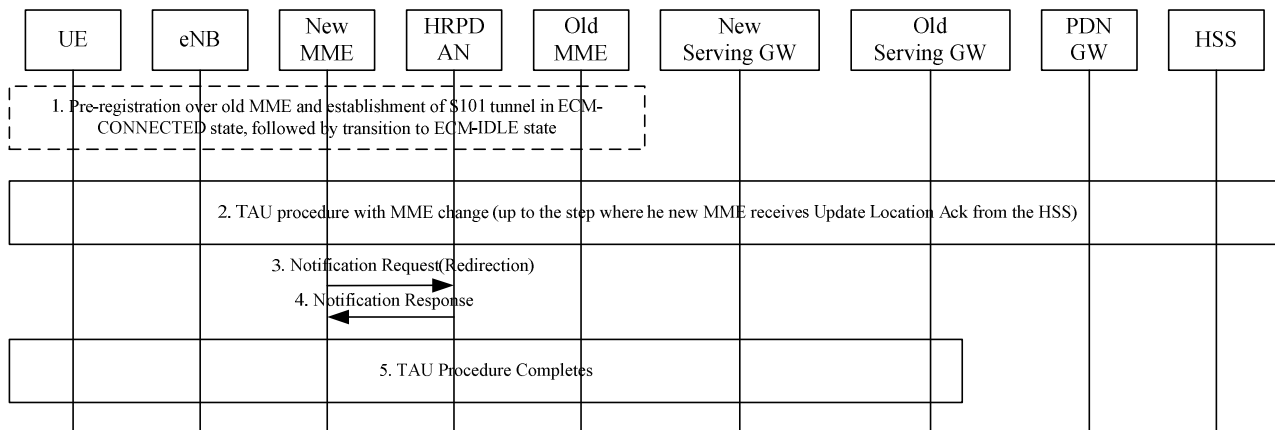 UE
eNB
New
MME
HRPD
AN
Old
MME
New
Serving GW
Old
Serving GW
PDN
GW
HSS
1. Pre-registration over old MME and establishment of S101 tunnel in ECM-
CONNECTED state, followed by transition to ECM-IDLE state
2. TAU procedure with MME change (up to the step where he new MME receives Update Location Ack from the HSS)
3. Notification Request(Redirection)
4. Notification Response
5. TAU Procedure Completes